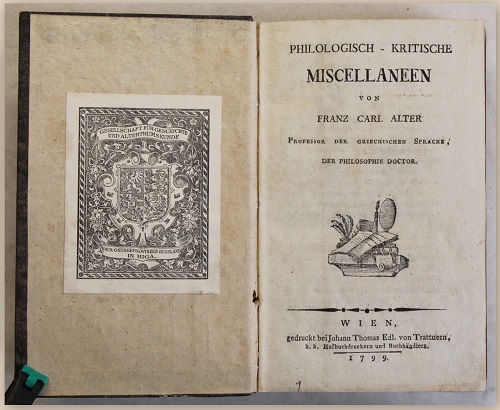 GESELLSCHAFT FÜR GESCHICHTE
UND ALTERTHUMSKUNDE
DER OSTSEEPROVINZEN RUSSLANDS
IN RIGA.
PHILOLOGISCH - KRITISCHE
MISCELLANEEN
VON
FRANZ CARL ALTER
PROFESSOR DER GRIECHISCHEN SPRACHE,
DER PHILOSOPHIE DOCTOR.
WIEN,
gedruckt bei Johann Thomas Edl. von Trattnern,
k. k. Hofbuchdruckern und Buchhändlern,
1799.